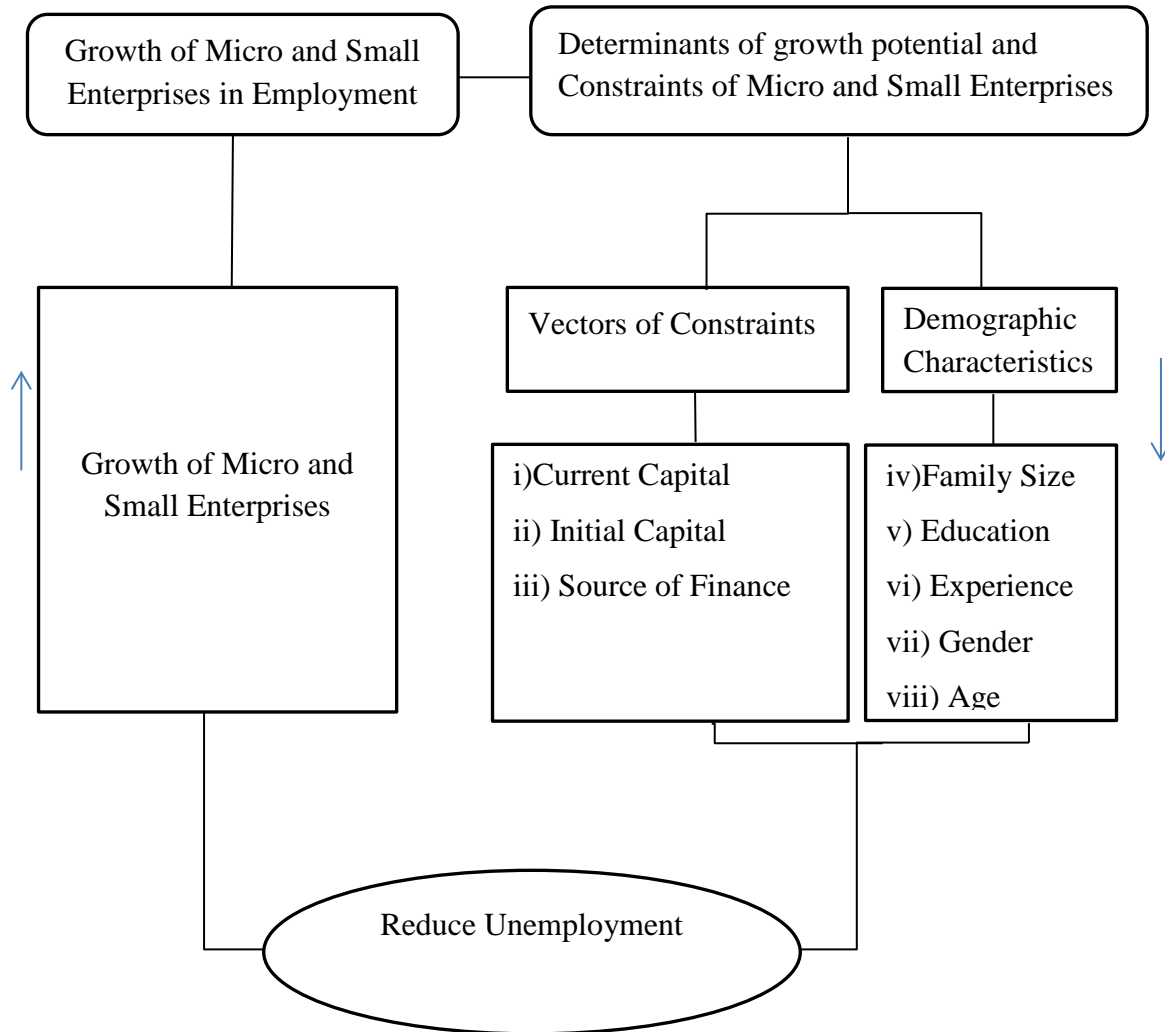 Growth of Micro and Small
Enterprises in Employment
Determinants of growth potential and
Constraints of Micro and Small Enterprises
Vectors of Constraints
Demographic
Characteristics
Growth of Micro and
Small Enterprises
i)Current Capital
ii) Initial Capital
iii) Source of Finance
iv)Family Size
v) Education
vi) Experience
vii) Gender
viii) Age
Reduce Unemployment